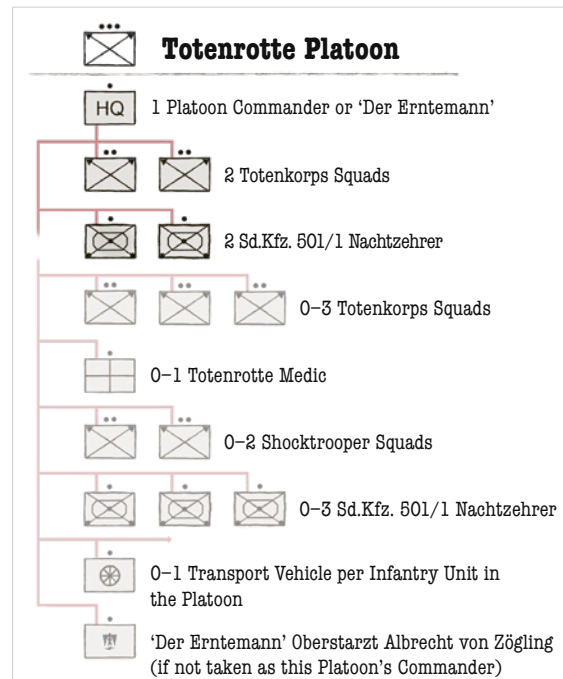 Totenrotte Platoon
HQ
1 Platoon Commander or ‘Der Erntemann’
2 Totenkorps Squads
2 Sd.Kfz. 501/1 Nachtzehrer
0–3 Totenkorps Squads
0–1 Totenrotte Medic
0–2 Shocktrooper Squads
0–3 Sd.Kfz. 501/1 Nachtzehrer
0–1 Transport Vehicle per Infantry Unit in
the Platoon
‘Der Erntemann’ Oberstarzt Albrecht von Zögling
(if not taken as this Platoon’s Commander)